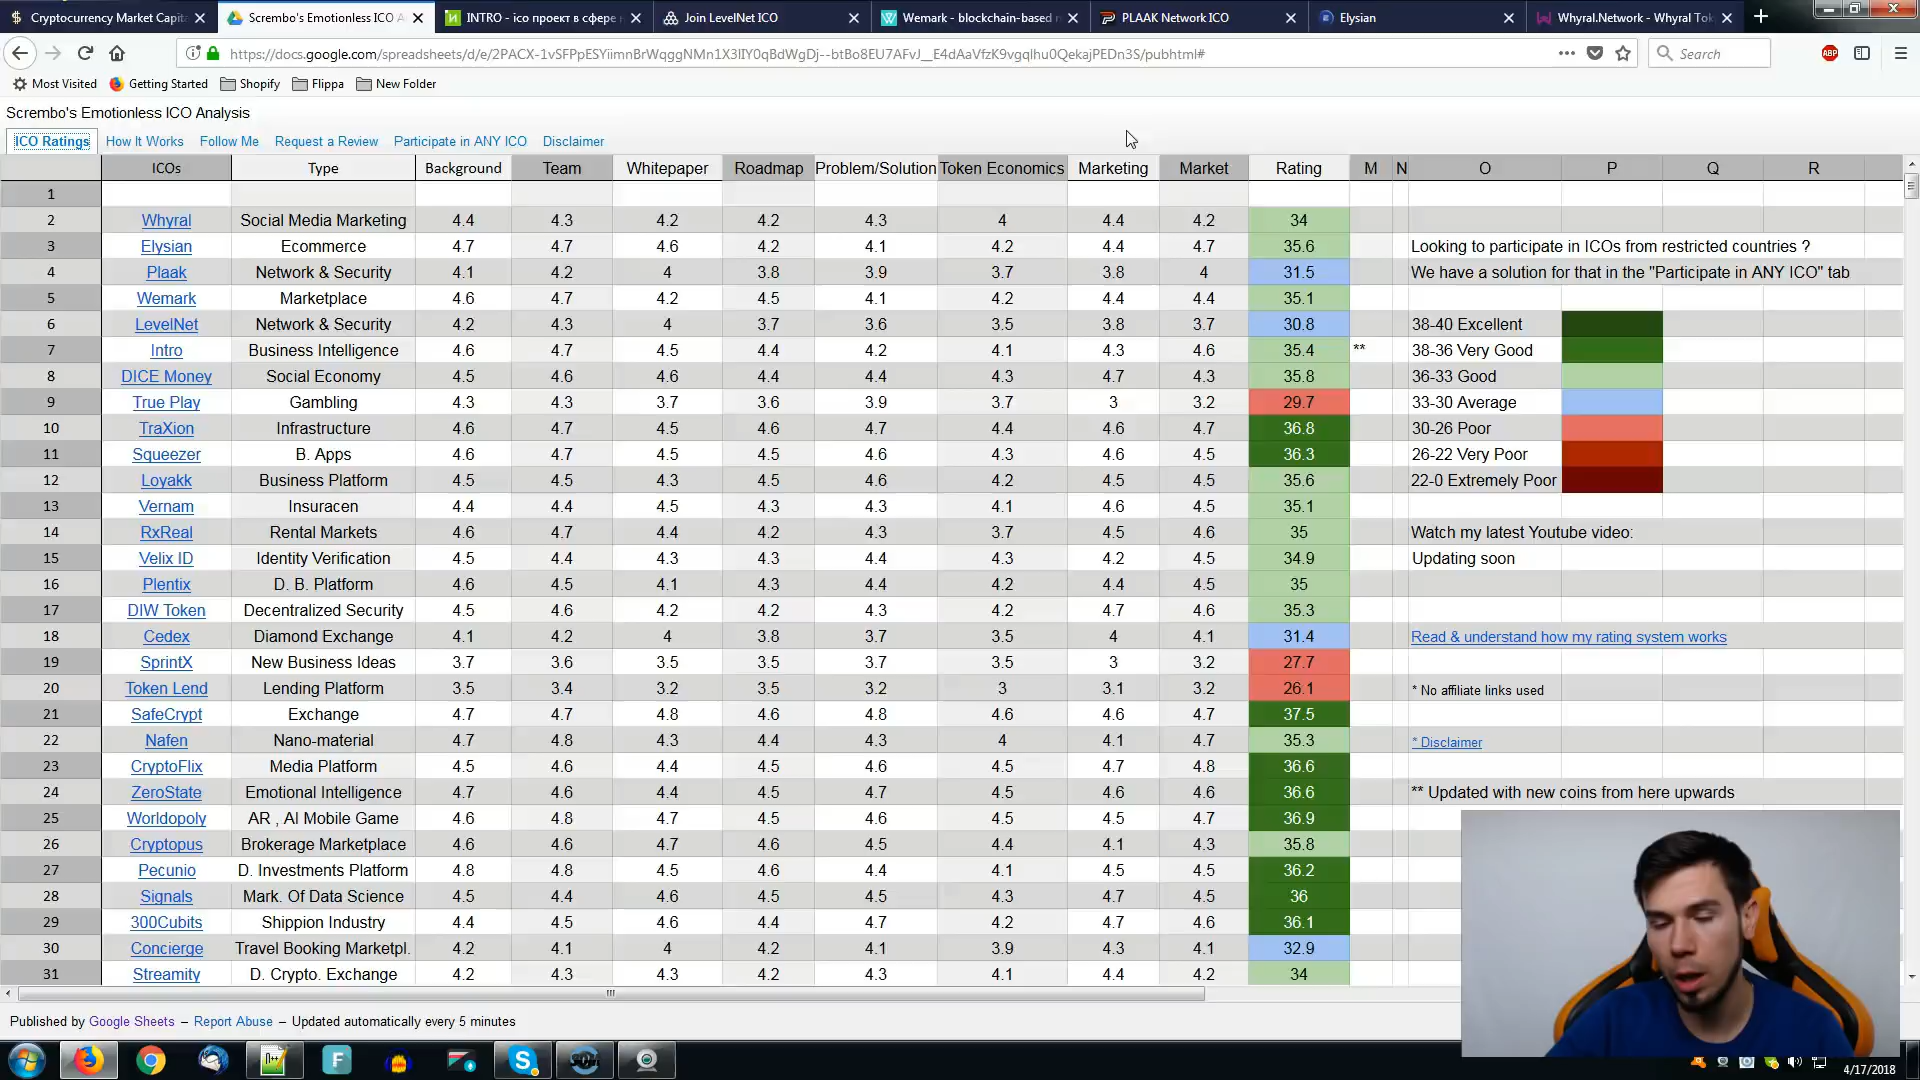 Cryptocurrency Market Capit
Scrembo's Emotionless ICO A
INTRO - ico проект в сфере
Join LevelNet ICO
Wemark - blockchain-based
PLAAK Network ICO
Elysian
Whyral.Network - Whyral Tok
https://docs.google.com/spreadsheets/d/e/2PACX-1vSFPpESYiimnBrWqggNMn1X3lIY0qBdWgDj--btBo8EU7AFvJ__E4dAaVfzK9vgqlhu0QekajPEDn3S/pubhtml#
Search
ABP
Most Visited
Getting Started
Shopify
Flippa
New Folder
Scrembo's Emotionless ICO Analysis
ICO Ratings How It Works Follow Me Request a Review Participate in ANY ICO Disclaimer
ICOs Type Background Team Whitepaper Roadmap Problem/Solution Token Economics Marketing Market Rating M N O P Q R
1
2 Whyral Social Media Marketing 4.4 4.3 4.2 4.2 4.3 4 4.4 4.2 34
3 Elysian Ecommerce 4.7 4.7 4.6 4.2 4.1 4.2 4.4 4.7 35.6 Looking to participate in ICOs from restricted countries ?
4 Plaak Network & Security 4.1 4.2 4 3.8 3.9 3.7 3.8 4 31.5 We have a solution for that in the "Participate in ANY ICO" tab
5 Wemark Marketplace 4.6 4.7 4.2 4.5 4.1 4.2 4.4 4.4 35.1
6 LevelNet Network & Security 4.2 4.3 4 3.7 3.6 3.5 3.8 3.7 30.8 38-40 Excellent
7 Intro Business Intelligence 4.6 4.7 4.5 4.4 4.2 4.1 4.3 4.6 35.4 ** 38-36 Very Good
8 DICE Money Social Economy 4.5 4.6 4.6 4.4 4.4 4.3 4.7 4.3 35.8 36-33 Good
9 True Play Gambling 4.3 4.3 3.7 3.6 3.9 3.7 3 3.2 29.7 33-30 Average
10 TraXion Infrastructure 4.6 4.7 4.5 4.6 4.7 4.4 4.6 4.7 36.8 30-26 Poor
11 Squeezer B. Apps 4.6 4.7 4.5 4.5 4.6 4.3 4.6 4.5 36.3 26-22 Very Poor
12 Loyakk Business Platform 4.5 4.5 4.3 4.5 4.6 4.2 4.5 4.5 35.6 22-0 Extremely Poor
13 Vernam Insuracen 4.4 4.4 4.5 4.3 4.3 4.1 4.6 4.5 35.1
14 RxReal Rental Markets 4.6 4.7 4.4 4.2 4.3 3.7 4.5 4.6 35 Watch my latest Youtube video:
15 Velix ID Identity Verification 4.5 4.4 4.3 4.3 4.4 4.3 4.2 4.5 34.9 Updating soon
16 Plentix D. B. Platform 4.6 4.5 4.1 4.3 4.4 4.2 4.4 4.5 35
17 DIW Token Decentralized Security 4.5 4.6 4.2 4.2 4.3 4.2 4.7 4.6 35.3
18 Cedex Diamond Exchange 4.1 4.2 4 3.8 3.7 3.5 4 4.1 31.4 Read & understand how my rating system works
19 SprintX New Business Ideas 3.7 3.6 3.5 3.5 3.7 3.5 3 3.2 27.7
20 Token Lend Lending Platform 3.5 3.4 3.2 3.5 3.2 3 3.1 3.2 26.1 * No affiliate links used
21 SafeCrypt Exchange 4.7 4.7 4.8 4.6 4.8 4.6 4.6 4.7 37.5
22 Nafen Nano-material 4.7 4.8 4.3 4.4 4.3 4 4.1 4.7 35.3 * Disclaimer
23 CryptoFlix Media Platform 4.5 4.6 4.4 4.5 4.6 4.5 4.7 4.8 36.6
24 ZeroState Emotional Intelligence 4.7 4.6 4.4 4.5 4.7 4.5 4.6 4.6 36.6 ** Updated with new coins from here upwards
25 Worldopoly AR , AI Mobile Game 4.6 4.8 4.7 4.5 4.6 4.5 4.5 4.7 36.9
26 Cryptopus Brokerage Marketplace 4.6 4.6 4.7 4.6 4.5 4.4 4.1 4.3 35.8
27 Pecunio D. Investments Platform 4.8 4.8 4.5 4.6 4.4 4.1 4.5 4.5 36.2
28 Signals Mark. Of Data Science 4.5 4.4 4.6 4.5 4.5 4.3 4.7 4.5 36
29 300Cubits Shippion Industry 4.4 4.5 4.6 4.4 4.7 4.2 4.7 4.6 36.1
30 Concierge Travel Booking Marketpl. 4.2 4.1 4 4.2 4.1 3.9 4.3 4.1 32.9
31 Streamity D. Crypto. Exchange 4.2 4.3 4.3 4.2 4.3 4.1 4.4 4.2 34
Published by Google Sheets – Report Abuse – Updated automatically every 5 minutes
4/17/2018